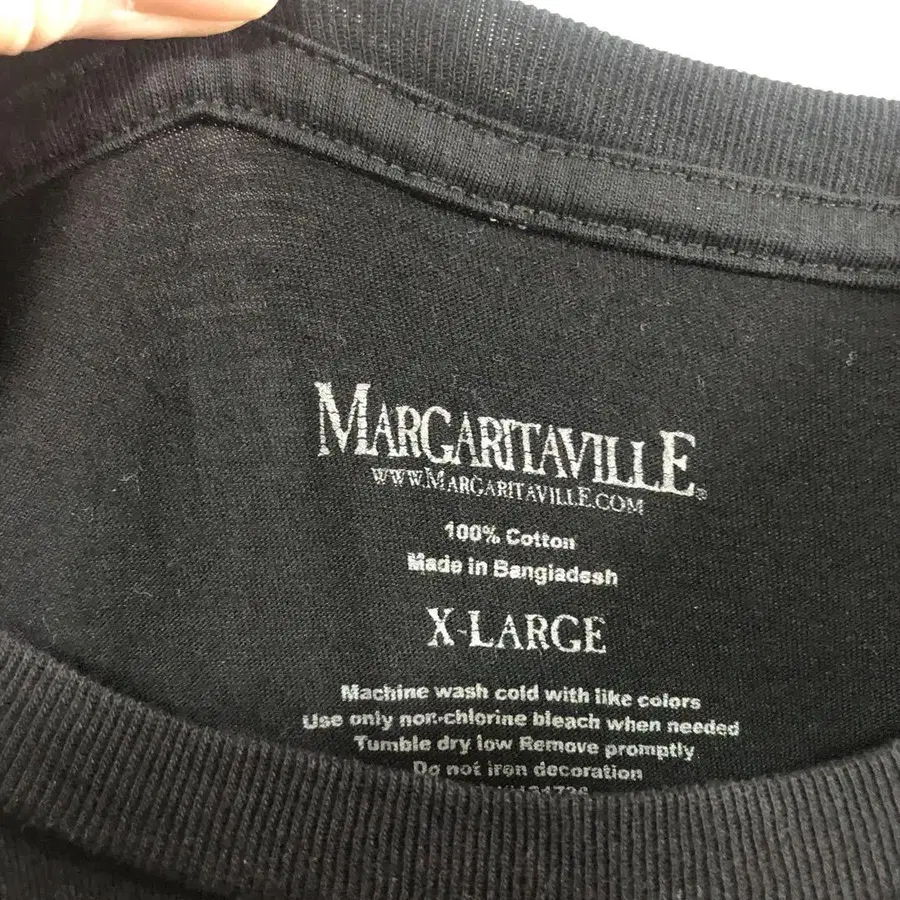 MARGARITAVILLE®
WWW.MARGARITAVILLE.COM
100% Cotton
Made in Bangladesh
X-LARGE
Machine wash cold with like colors
Use only non-chlorine bleach when needed
Tumble dry low Remove promptly
Do not iron decoration